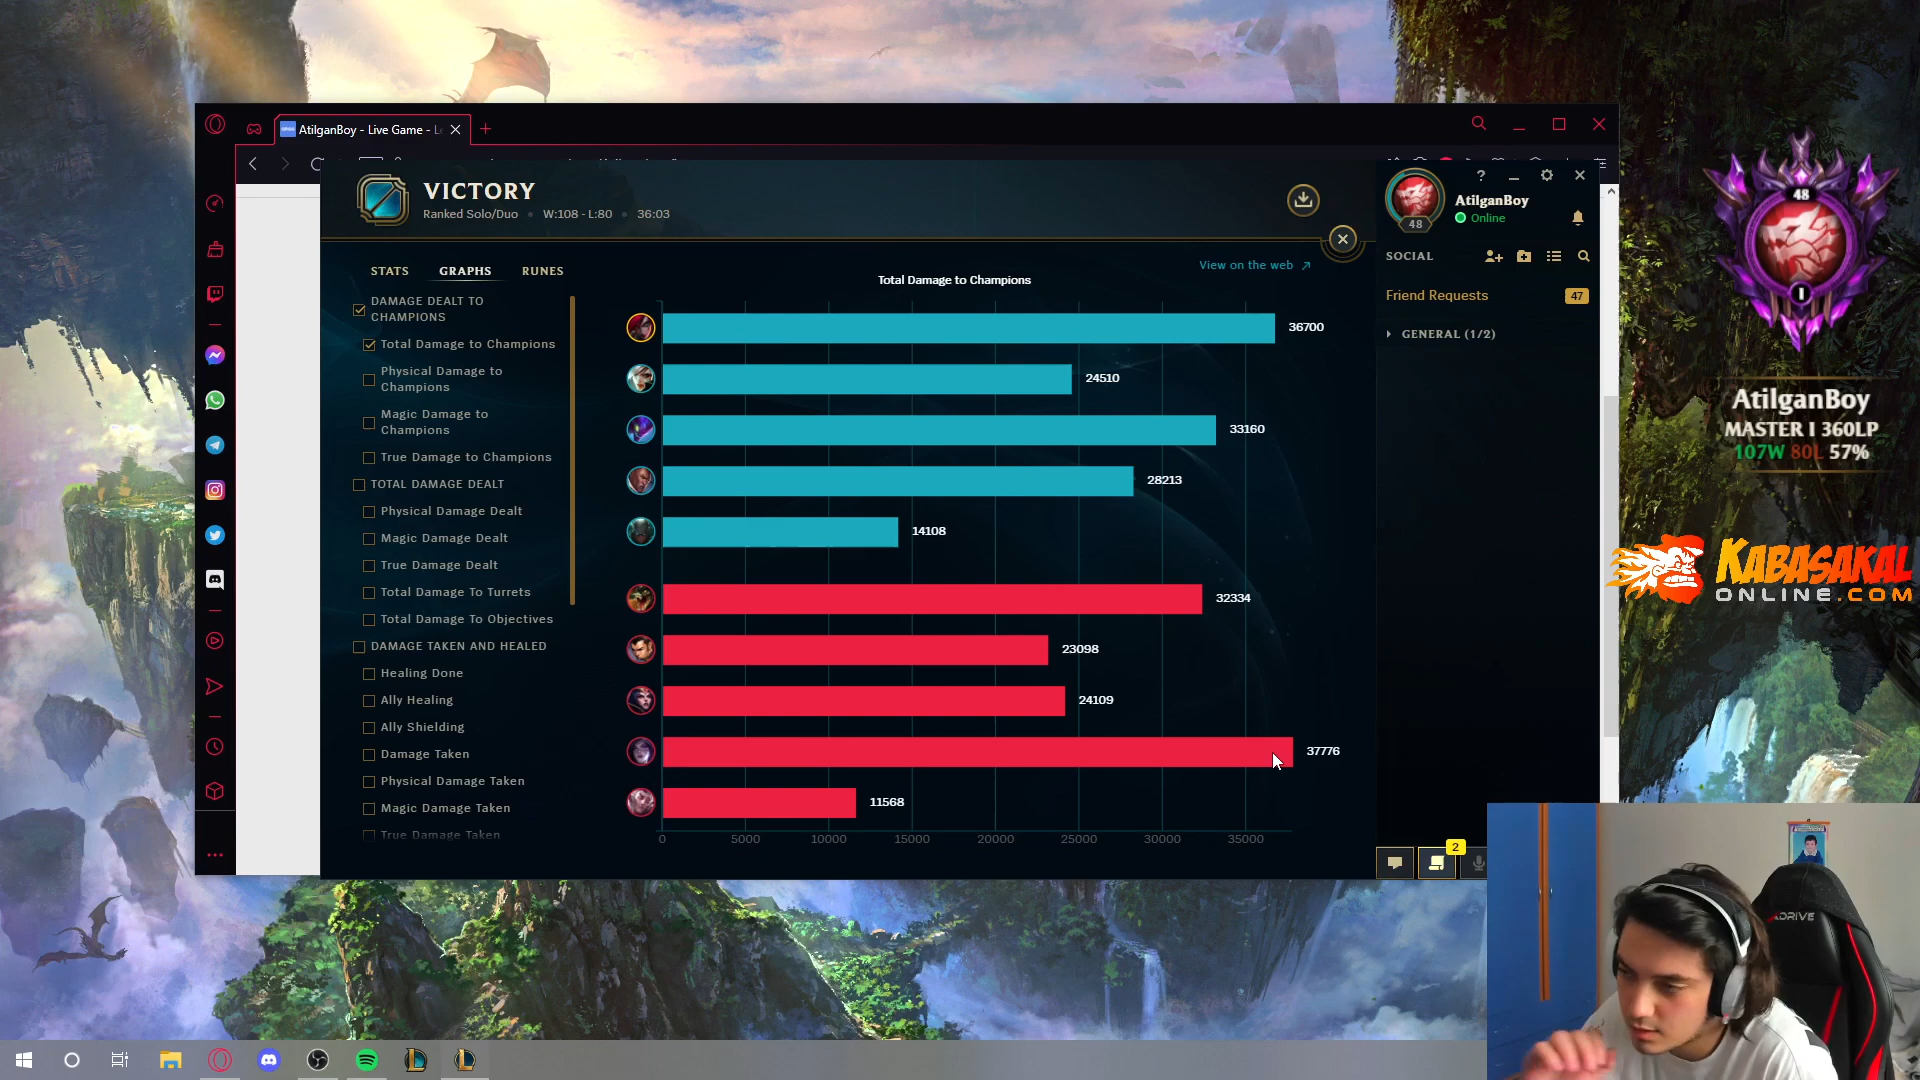 AtilganBoy - Live Game - L
VICTORY
Ranked Solo/Duo • W:108 - L:80 • 36:03
STATS GRAPHS RUNES
View on the web
Total Damage to Champions
DAMAGE DEALT TO
CHAMPIONS
Total Damage to Champions
Physical Damage to
Champions
Magic Damage to
Champions
True Damage to Champions
TOTAL DAMAGE DEALT
Physical Damage Dealt
Magic Damage Dealt
True Damage Dealt
Total Damage To Turrets
Total Damage To Objectives
DAMAGE TAKEN AND HEALED
Healing Done
Ally Healing
Ally Shielding
Damage Taken
Physical Damage Taken
Magic Damage Taken
True Damage Taken
36700
24510
33160
28213
14108
32334
23098
24109
37776
11568
0 5000 10000 15000 20000 25000 30000 35000
48
AtilganBoy
Online
SOCIAL
Friend Requests 47
GENERAL (1/2)
2
48
I
AtilganBoy
MASTER I 360LP
107W 80L 57%
KABASAKAL
ONLINE.COM
ADRIVE